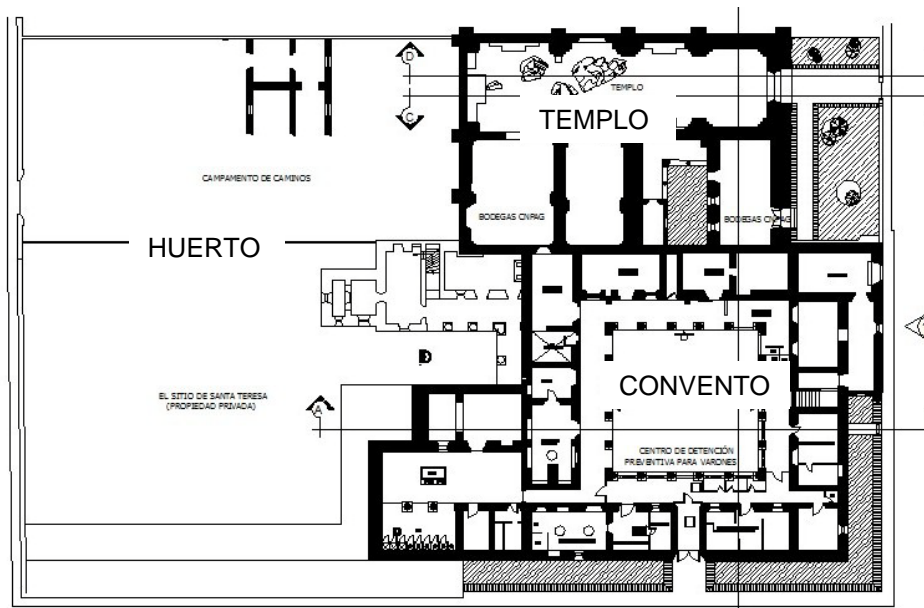 D
C
TEMPLO
TEMPLO
CAMPAMENTO DE CAMINOS
BODEGAS CNPAG
BODEGAS CNPAG
HUERTO
CONVENTO
EL SITIO DE SANTA TERESA
(PROPIEDAD PRIVADA)
A
CENTRO DE DETENCIÓN
PREVENTIVA PARA VARONES